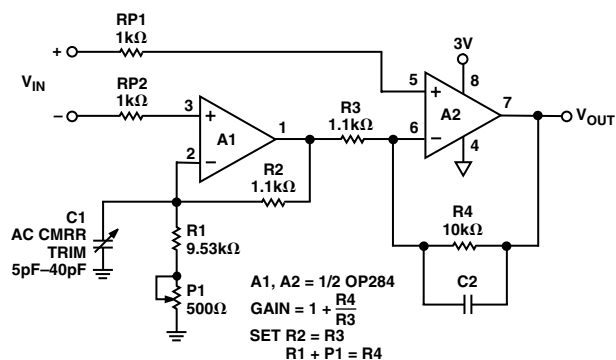 RP1
1kΩ
+
VIN
RP2
1kΩ
–
3
+
A1
1
2
–
R2
1.1kΩ
R3
1.1kΩ
5
+
A2
6
–
3V
8
7
4
VOUT
C1
AC CMRR
TRIM
5pF–40pF
R1
9.53kΩ
P1
500Ω
R4
10kΩ
C2
A1, A2 = 1/2 OP284
GAIN = 1 + R4/R3
SET R2 = R3
R1 + P1 = R4